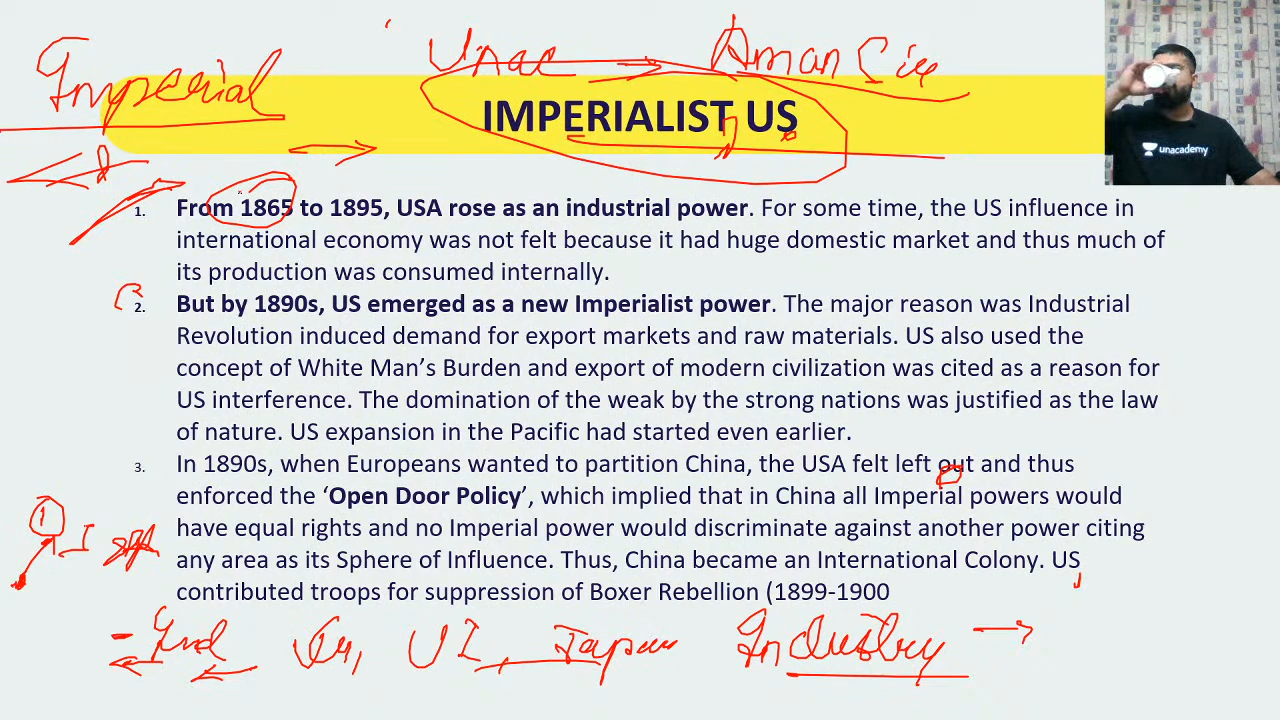 Imperial
Unac → Aman Cie
IMPERIALIST US
unacademy
1. From 1865 to 1895, USA rose as an industrial power. For some time, the US influence in
international economy was not felt because it had huge domestic market and thus much of
its production was consumed internally.
2. But by 1890s, US emerged as a new Imperialist power. The major reason was Industrial
Revolution induced demand for export markets and raw materials. US also used the
concept of White Man’s Burden and export of modern civilization was cited as a reason for
US interference. The domination of the weak by the strong nations was justified as the law
of nature. US expansion in the Pacific had started even earlier.
3. In 1890s, when Europeans wanted to partition China, the USA felt left out and thus
enforced the ‘Open Door Policy’, which implied that in China all Imperial powers would
have equal rights and no Imperial power would discriminate against another power citing
any area as its Sphere of Influence. Thus, China became an International Colony. US
contributed troops for suppression of Boxer Rebellion (1899-1900
1
Japan Industry →